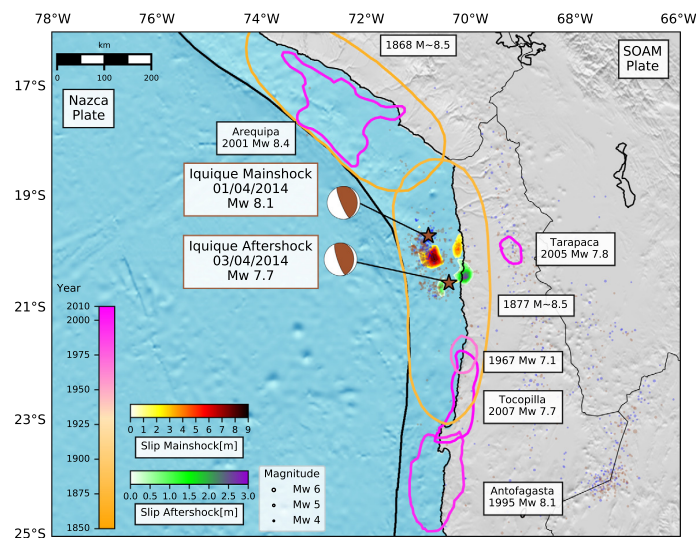 78°W 76°W 74°W 72°W 70°W 68°W 66°W
km
0 100 200
1868 M~8.5
SOAM
Plate
17°S
Nazca
Plate
Arequipa
2001 Mw 8.4
Iquique Mainshock
01/04/2014
Mw 8.1
19°S
Iquique Aftershock
03/04/2014
Mw 7.7
Tarapaca
2005 Mw 7.8
21°S
Year
2010
2000
1975
1950
1925
1900
1875
1850
1877 M~8.5
1967 Mw 7.1
Tocopilla
2007 Mw 7.7
23°S
0 1 2 3 4 5 6 7 8 9
Slip Mainshock[m]
0.0 0.5 1.0 1.5 2.0 2.5 3.0
Slip Aftershock[m]
Magnitude
Mw 6
Mw 5
Mw 4
Antofagasta
1995 Mw 8.1
25°S